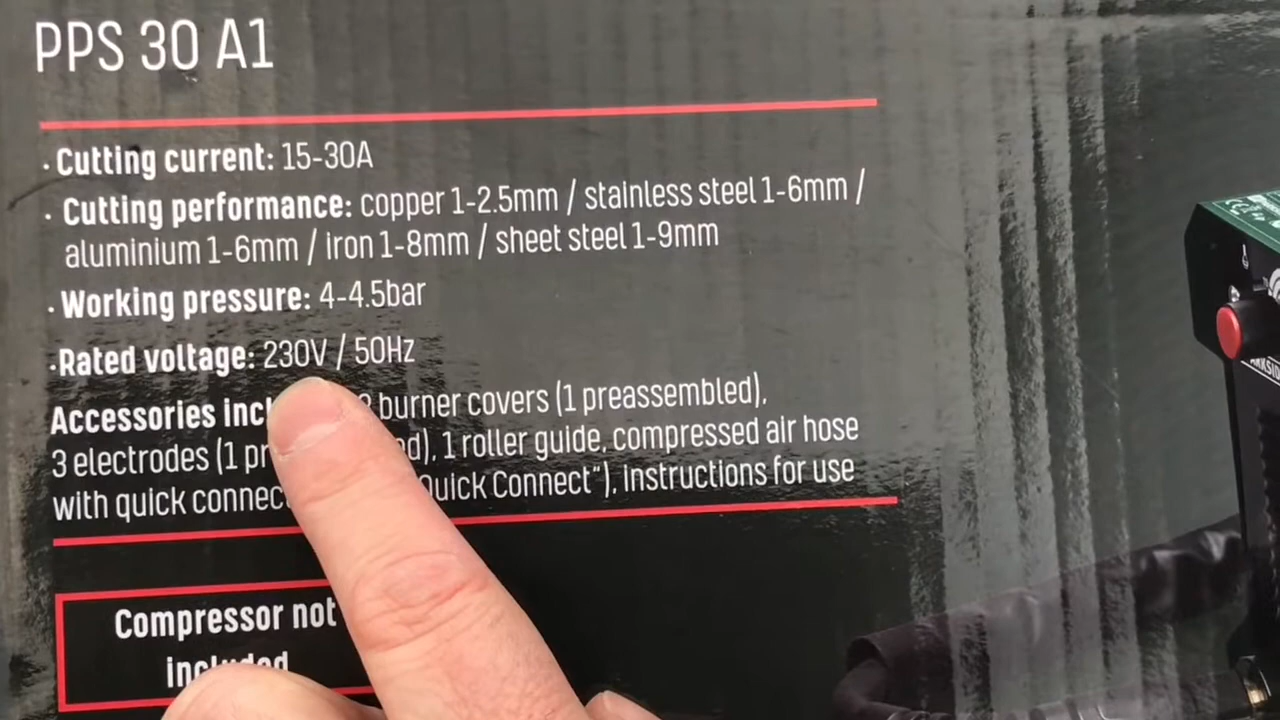 PPS 30 A1
· Cutting current: 15-30A
· Cutting performance: copper 1-2.5mm / stainless steel 1-6mm /
aluminium 1-6mm / iron 1-8mm / sheet steel 1-9mm
· Working pressure: 4-4.5bar
·Rated voltage: 230V / 50Hz
Accessories burner covers (1 preassembled),
3 electrodes (1 1 roller guide, compressed air hose
with quick Quick Connect“), instructions for use
Compressor not
included